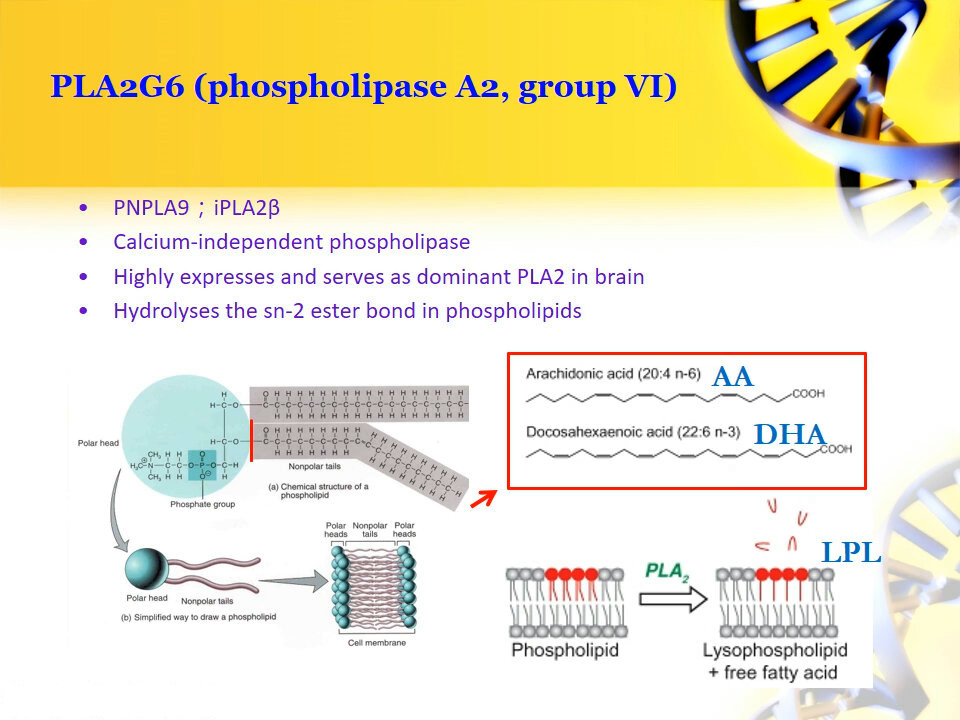 PLA2G6 (phospholipase A2, group VI)
• PNPLA9；iPLA2β
• Calcium-independent phospholipase
• Highly expresses and serves as dominant PLA2 in brain
• Hydrolyses the sn-2 ester bond in phospholipids
Polar head
Phosphate group
Nonpolar tails
(a) Chemical structure of a
phospholipid
Polar head
Nonpolar tails
(b) Simplified way to draw a phospholipid
Polar heads
Nonpolar tails
Polar heads
Cell membrane
Arachidonic acid (20:4 n-6) AA
COOH
Docosahexaenoic acid (22:6 n-3) DHA
COOH
LPL
PLA2
Phospholipid
Lysophospholipid
+ free fatty acid